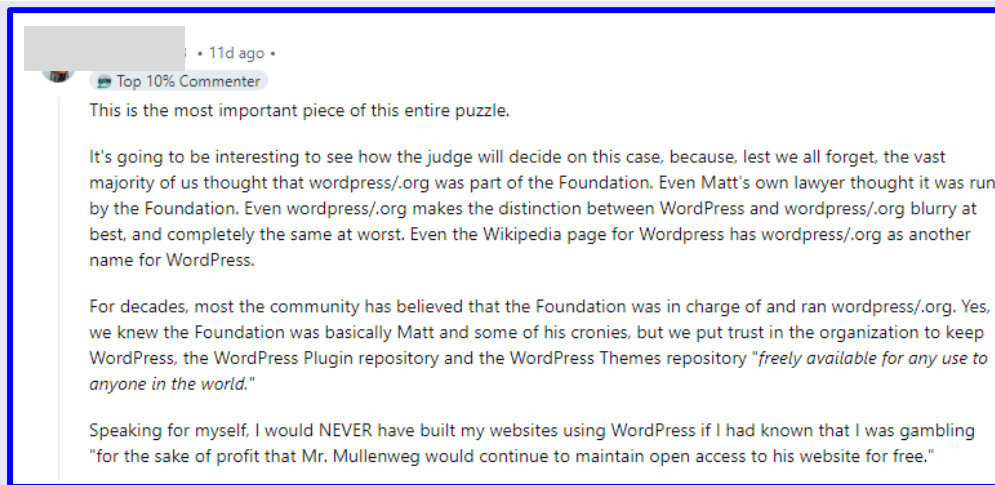 • 11d ago •
Top 10% Commenter
This is the most important piece of this entire puzzle.
It's going to be interesting to see how the judge will decide on this case, because, lest we all forget, the vast
majority of us thought that wordpress/.org was part of the Foundation. Even Matt's own lawyer thought it was run
by the Foundation. Even wordpress/.org makes the distinction between WordPress and wordpress/.org blurry at
best, and completely the same at worst. Even the Wikipedia page for Wordpress has wordpress/.org as another
name for WordPress.
For decades, most the community has believed that the Foundation was in charge of and ran wordpress/.org. Yes,
we knew the Foundation was basically Matt and some of his cronies, but we put trust in the organization to keep
WordPress, the WordPress Plugin repository and the WordPress Themes repository "freely available for any use to
anyone in the world."
Speaking for myself, I would NEVER have built my websites using WordPress if I had known that I was gambling
"for the sake of profit that Mr. Mullenweg would continue to maintain open access to his website for free."